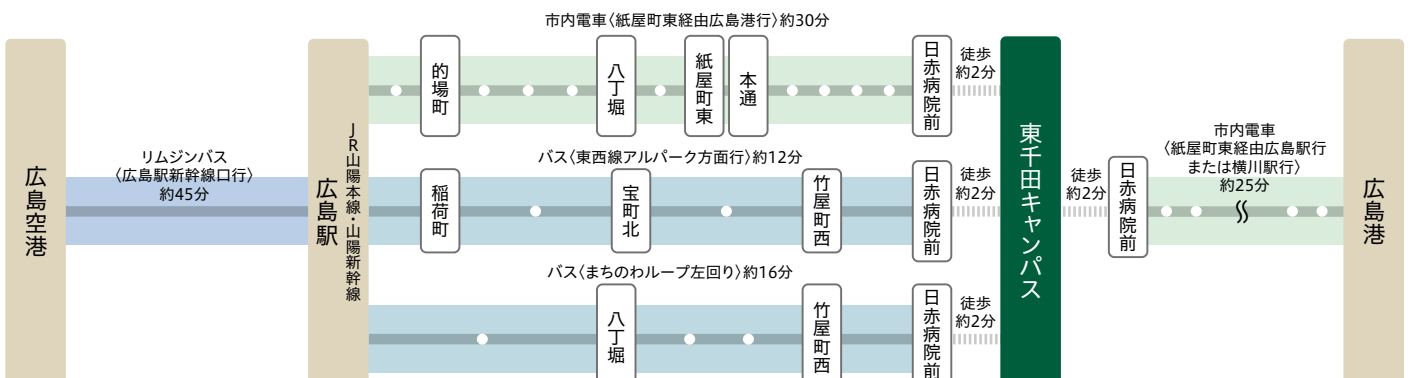 広島空港
リムジンバス
〈広島駅新幹線口行〉
約45分
広島駅
JR山陽本線・山陽新幹線
市内電車〈紙屋町東経由広島港行〉約30分
的場町
八丁堀
紙屋町東
本通
日赤病院前
徒歩
約2分
バス〈東西線アルパーク方面行〉約12分
稲荷町
宝町北
竹屋町西
日赤病院前
徒歩
約2分
バス〈まちのわループ左回り〉約16分
八丁堀
竹屋町西
日赤病院前
徒歩
約2分
東千田キャンパス
徒歩
約2分
日赤病院前
市内電車
〈紙屋町東経由広島駅行
または横川駅行〉
約25分
広島港